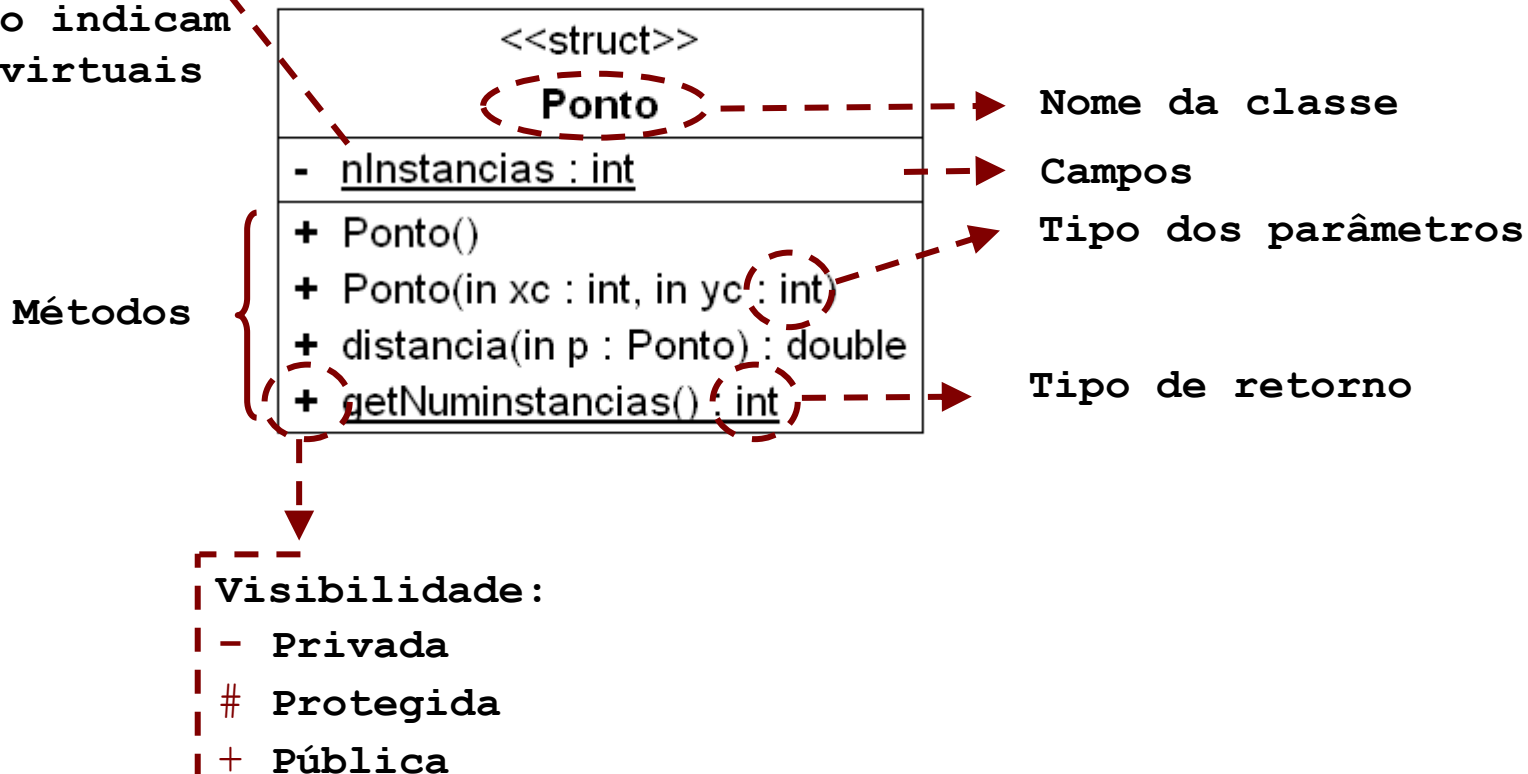 o indicam
virtuais
<<struct>>
Ponto
Nome da classe
- nInstancias : int
Campos
+ Ponto()
Tipo dos parâmetros
+ Ponto(in xc : int, in yc : int)
Métodos
+ distancia(in p : Ponto) : double
+ getNuminstancias() : int
Tipo de retorno
Visibilidade:
- Privada
# Protegida
+ Pública